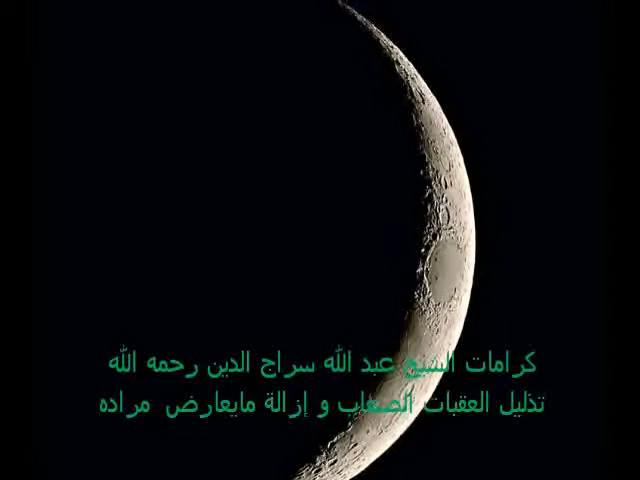 كرامات الشيخ عبد الله سراج الدين رحمه الله
تذليل العقبات الصعاب و إزالة مايعارض مراده